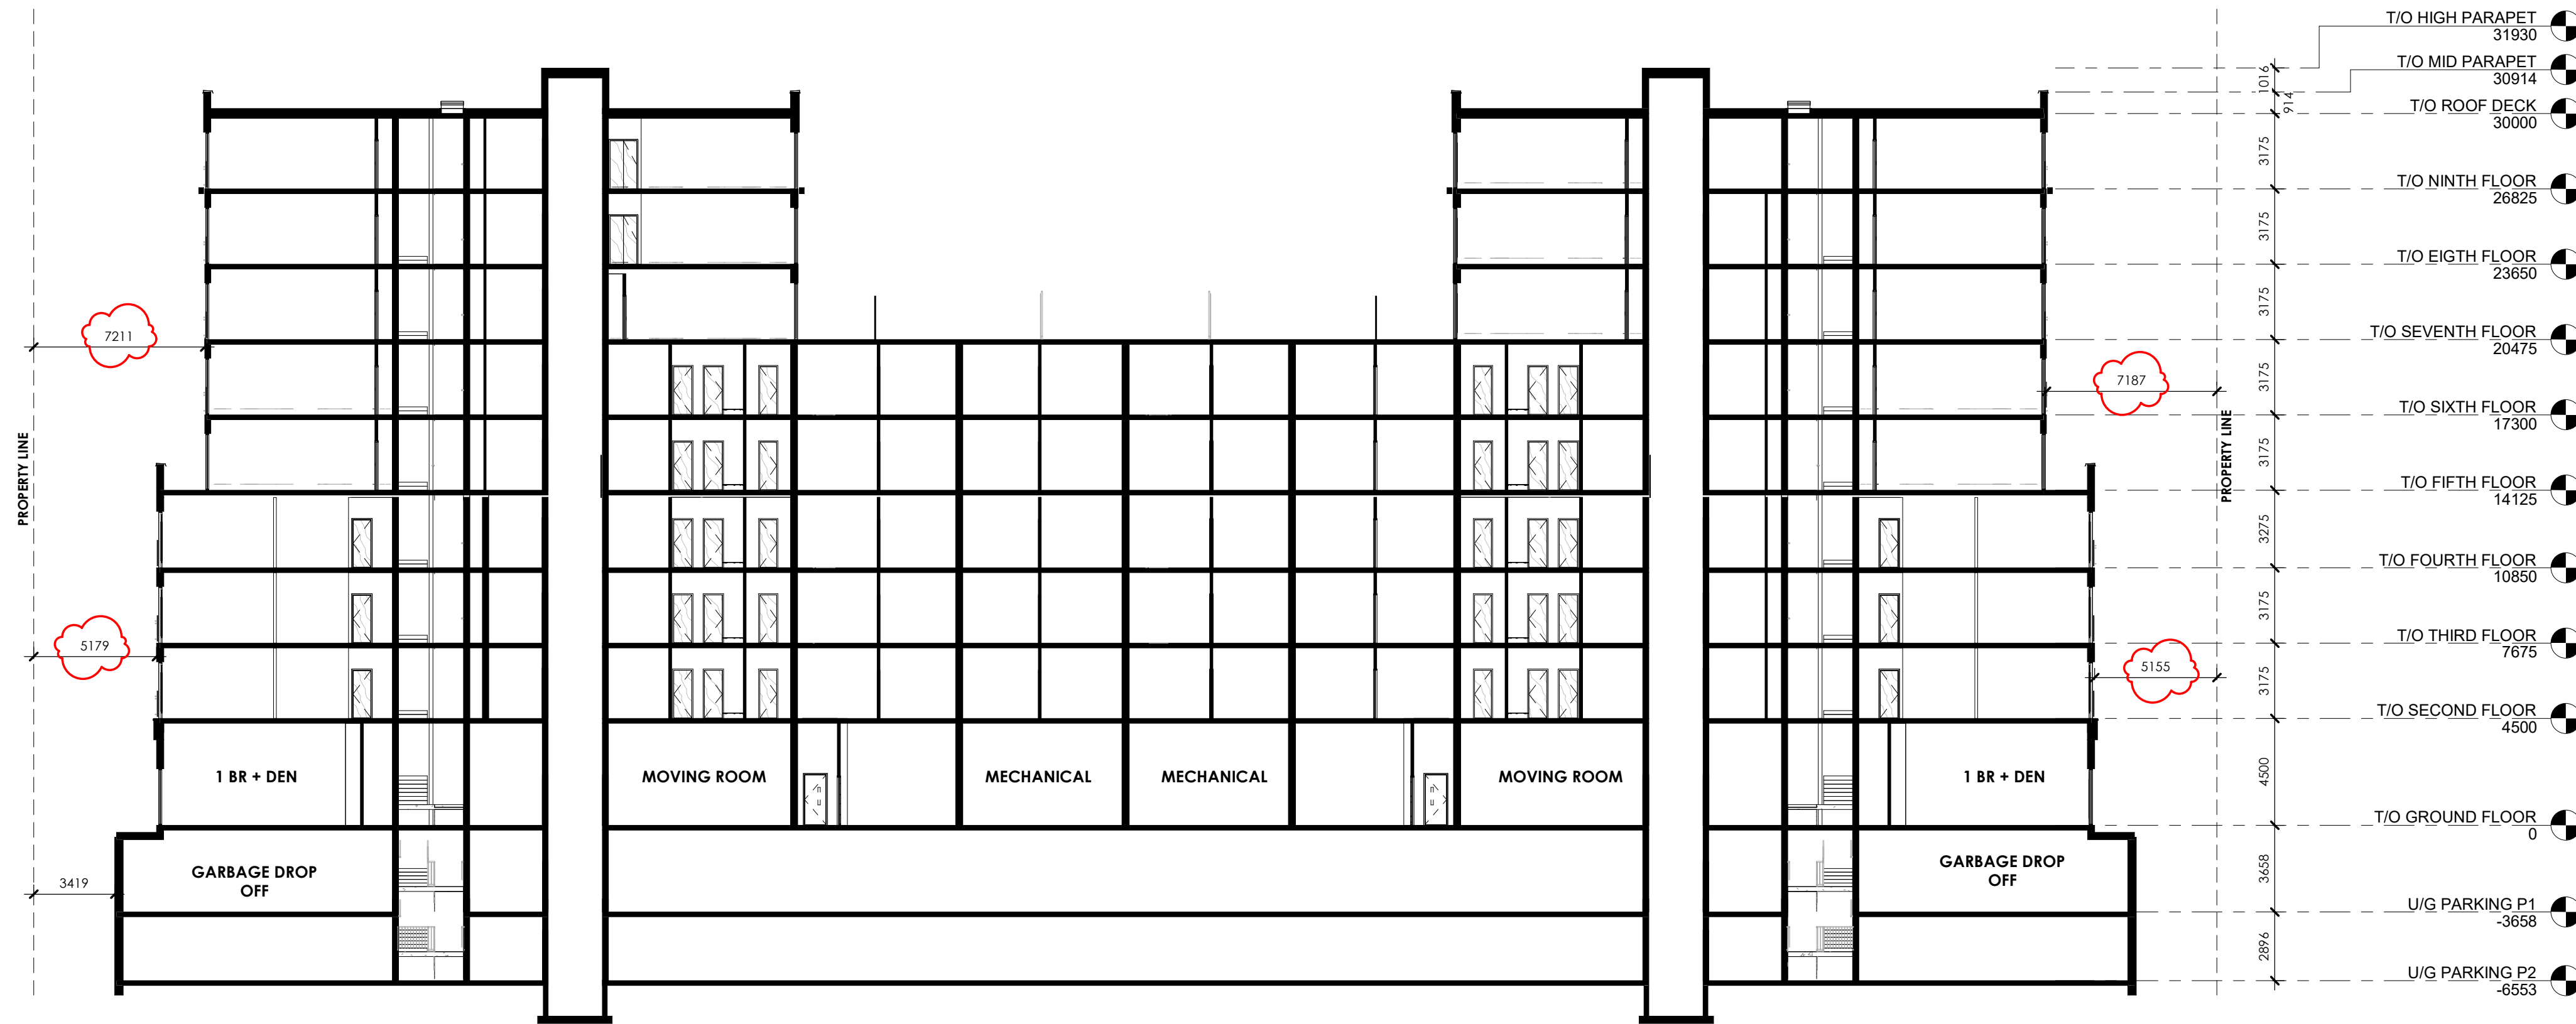 T/O HIGH PARAPET
31930
T/O MID PARAPET
30914
1016
914
T/O ROOF DECK
30000
3175
T/O NINTH FLOOR
26825
3175
T/O EIGTH FLOOR
23650
3175
7211
T/O SEVENTH FLOOR
20475
3175
7187
T/O SIXTH FLOOR
17300
PROPERTY LINE
PROPERTY LINE
3175
T/O FIFTH FLOOR
14125
3275
T/O FOURTH FLOOR
10850
3175
T/O THIRD FLOOR
7675
5179
5155
3175
T/O SECOND FLOOR
4500
1 BR + DEN
MOVING ROOM
MECHANICAL
MECHANICAL
MOVING ROOM
1 BR + DEN
4500
T/O GROUND FLOOR
0
GARBAGE DROP
OFF
GARBAGE DROP
OFF
3658
3419
U/G PARKING P1
-3658
2896
U/G PARKING P2
-6553